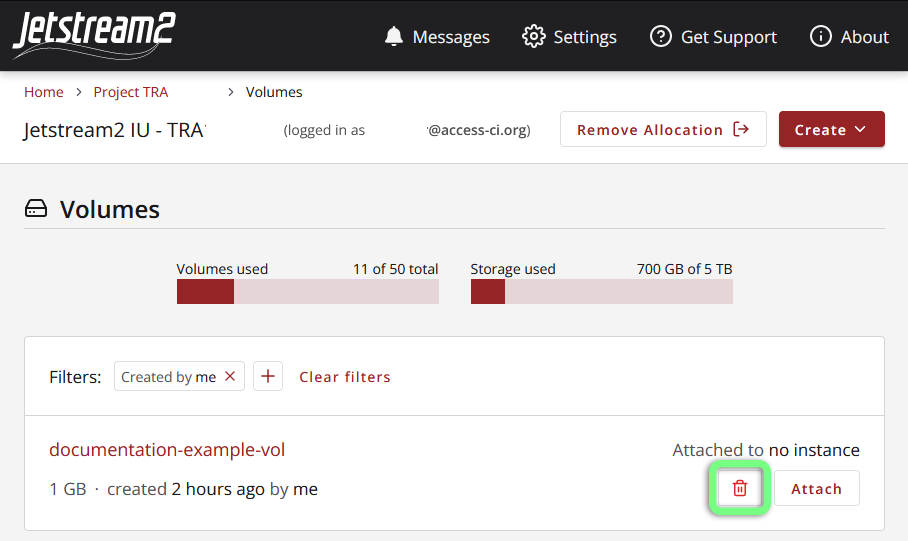 Jetstream2
Messages Settings Get Support About
Home > Project TRA > Volumes
Jetstream2 IU - TRA (logged in as @access-ci.org) Remove Allocation Create
Volumes
Volumes used 11 of 50 total Storage used 700 GB of 5 TB
Filters: Created by me × + Clear filters
documentation-example-vol Attached to no instance
1 GB · created 2 hours ago by me Attach